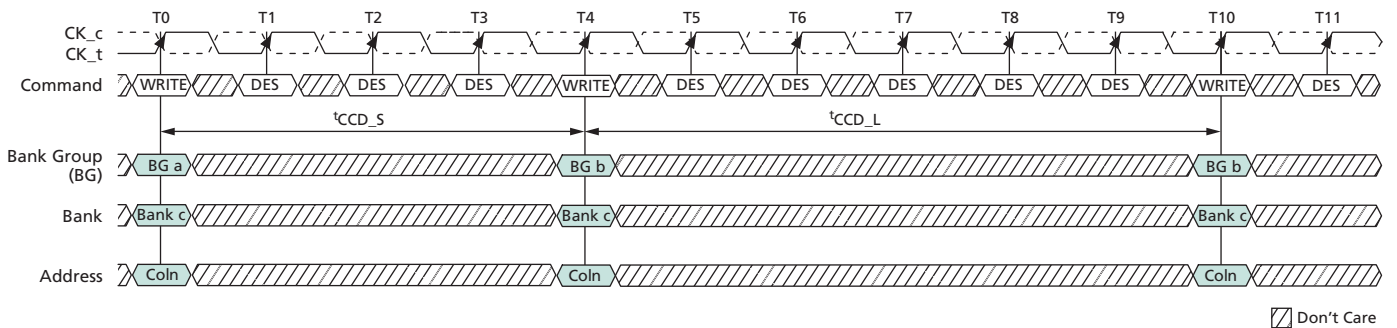 T0 T1 T2 T3 T4 T5 T6 T7 T8 T9 T10 T11
CK_c
CK_t
Command WRITE DES DES DES WRITE DES DES DES DES DES WRITE DES
tCCD_S tCCD_L
Bank Group
(BG) BG a BG b BG b
Bank Bank c Bank c Bank c
Address Coln Coln Coln
Don't Care